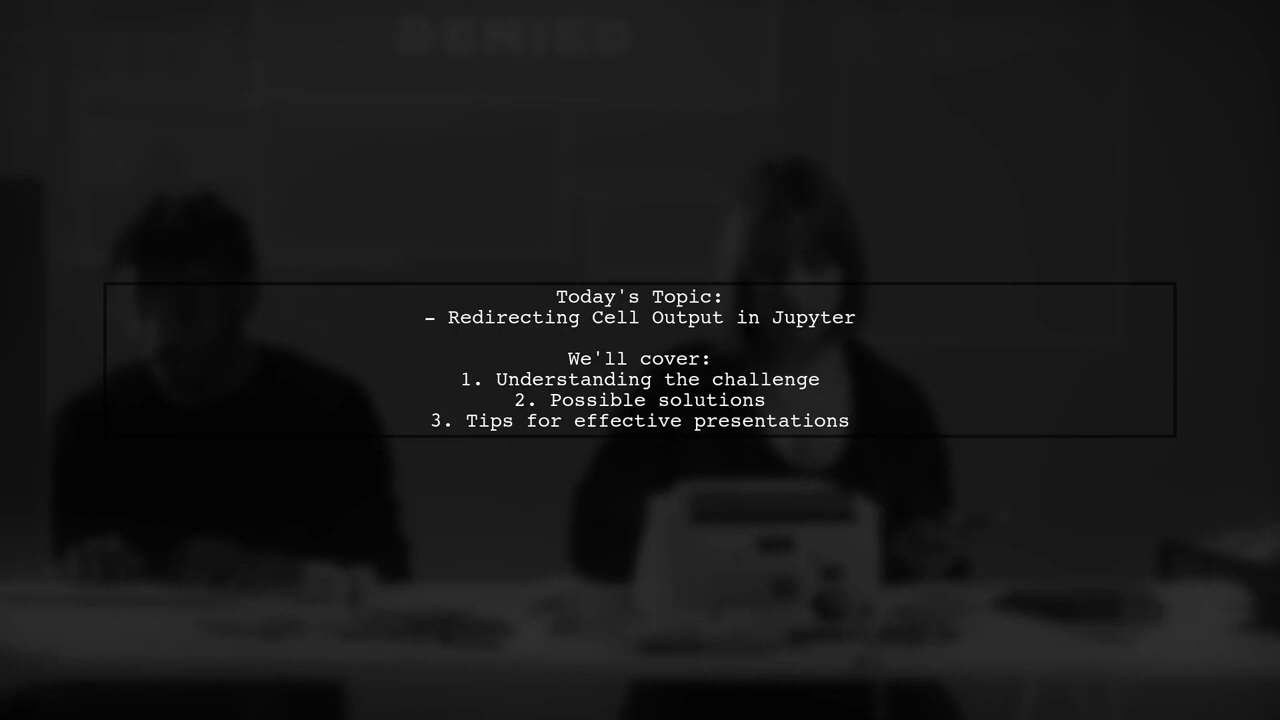 DENIED
Today's Topic:
- Redirecting Cell Output in Jupyter
We'll cover:
1. Understanding the challenge
2. Possible solutions
3. Tips for effective presentations